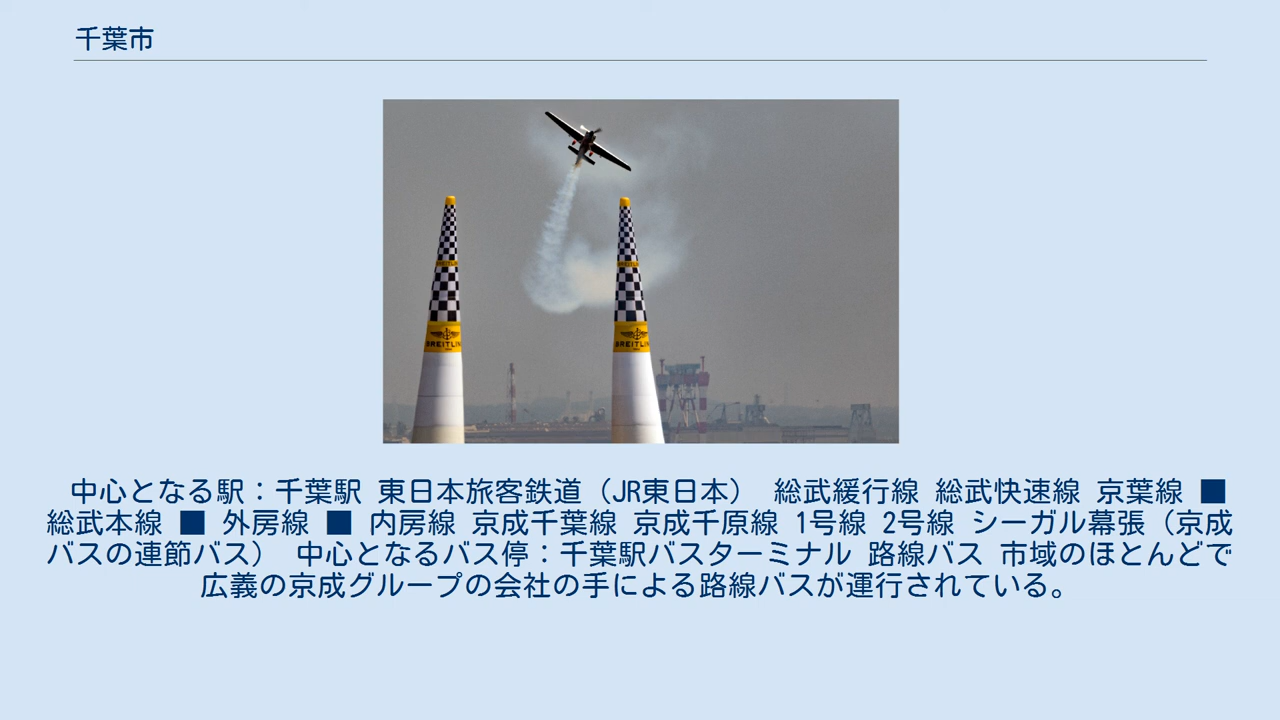 千葉市
BREITLIN
BREITLIN
中心となる駅：千葉駅 東日本旅客鉄道（JR東日本） 総武緩行線 総武快速線 京葉線 ■
総武本線 ■ 外房線 ■ 内房線 京成千葉線 京成千原線 1号線 2号線 シーガル幕張（京成
バスの連節バス） 中心となるバス停：千葉駅バスターミナル 路線バス 市域のほとんどで
広義の京成グループの会社の手による路線バスが運行されている。